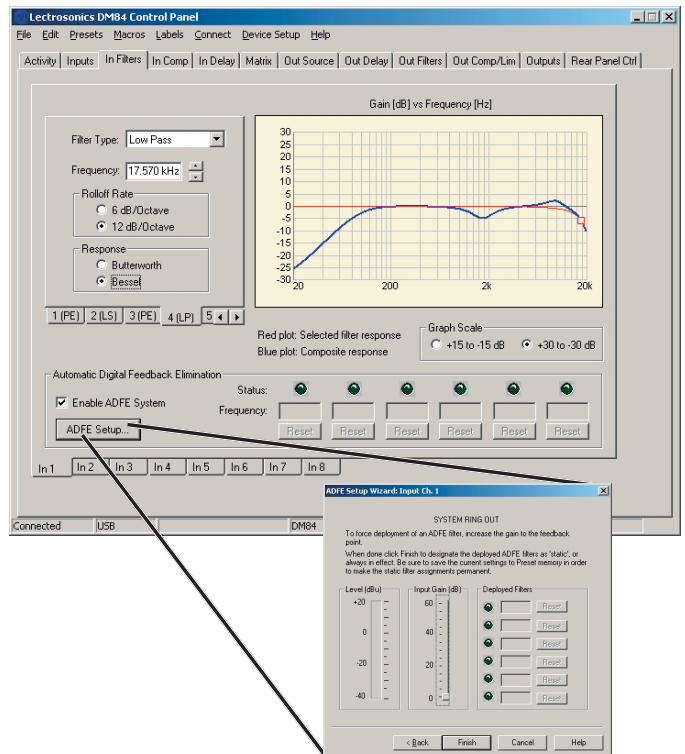 Lectrosonics DM84 Control Panel
File Edit Presets Macros Labels Connect Device Setup Help
Activity Inputs In Filters In Comp In Delay Matrix Out Source Out Delay Out Filters Out Comp/Lim Outputs Rear Panel Ctrl
Gain [dB] vs Frequency [Hz]
Filter Type: Low Pass
Frequency: 17.570 kHz
Rolloff Rate
6 dB/Octave
12 dB/Octave
Response
Butterworth
Bessel
1 (PE) 2 (LS) 3 (PE) 4 (LP) 5
30
25
20
15
10
5
0
-5
-10
-15
-20
-25
-30
20 200 2k 20k
Red plot: Selected filter response
Blue plot: Composite response
Graph Scale
+15 to -15 dB +30 to -30 dB
Automatic Digital Feedback Elimination
Enable ADFE System
ADFE Setup...
Status:
Frequency:
Reset Reset Reset Reset Reset Reset
In 1 In 2 In 3 In 4 In 5 In 6 In 7 In 8
Connected USB DM84
ADFE Setup Wizard: Input Ch. 1
SYSTEM RING OUT
To force deployment of an ADFE filter, increase the gain to the feedback
point.
When done click Finish to designate the deployed ADFE filters as 'static', or
always in effect. Be sure to save the current settings to Preset memory in order
to make the static filter assignments permanent.
Level (dBu)
+20
0
-20
-40
Input Gain (dB)
60
40
20
0
Deployed Filters
Reset
Reset
Reset
Reset
Reset
Reset
< Back Finish Cancel Help